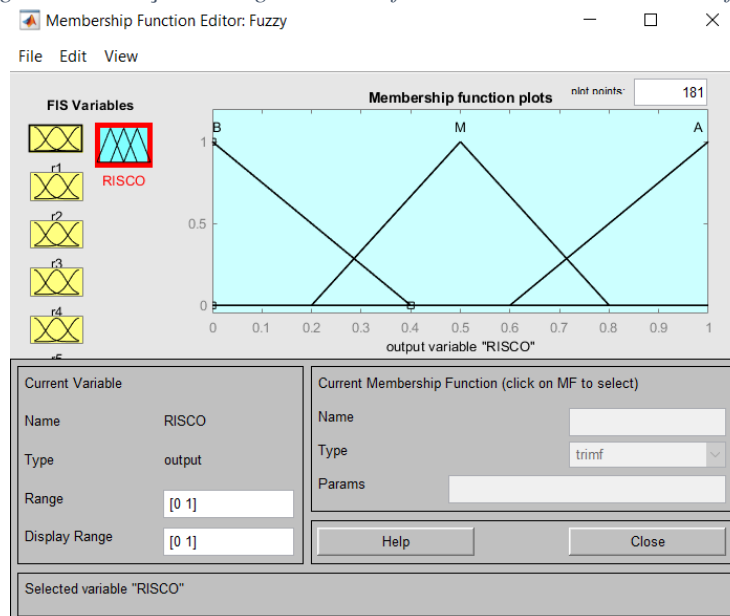 Membership Function Editor: Fuzzy
File Edit View
FIS Variables
r1
RISCO
r2
r3
r4
r5
Membership function plots
plot points:
181
B
M
A
1
0.5
0
0 0.1 0.2 0.3 0.4 0.5 0.6 0.7 0.8 0.9 1
output variable "RISCO"
Current Variable
Name RISCO
Type output
Range [0 1]
Display Range [0 1]
Current Membership Function (click on MF to select)
Name
Type trimf
Params
Help Close
Selected variable "RISCO"